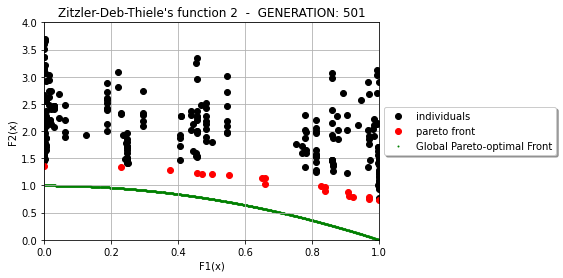 Zitzler-Deb-Thiele's function 2 - GENERATION: 501
4.0
3.5
3.0
2.5
2.0
1.5
1.0
0.5
0.0
F2(x)
0.0 0.2 0.4 0.6 0.8 1.0
F1(x)
individuals
pareto front
Global Pareto-optimal Front